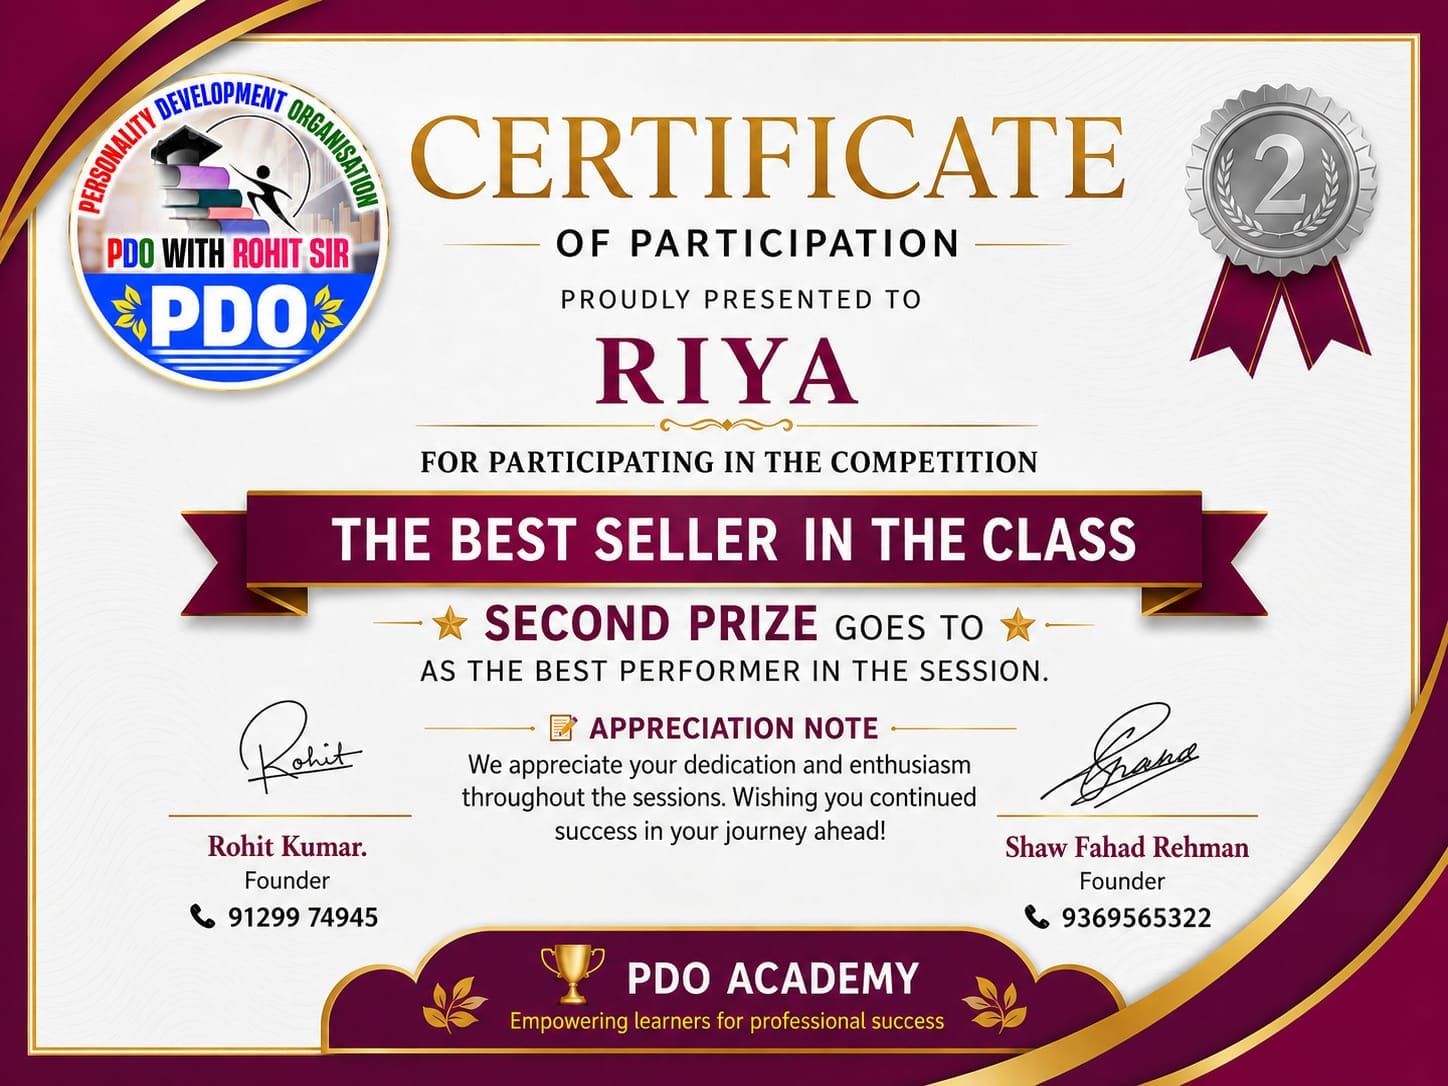 PERSONALITY DEVELOPMENT ORGANISATION
PDO WITH ROHIT SIR
PDO
CERTIFICATE
2
OF PARTICIPATION
PROUDLY PRESENTED TO
RIYA
FOR PARTICIPATING IN THE COMPETITION
THE BEST SELLER IN THE CLASS
SECOND PRIZE GOES TO
AS THE BEST PERFORMER IN THE SESSION.
APPRECIATION NOTE
We appreciate your dedication and enthusiasm
throughout the sessions. Wishing you continued
success in your journey ahead!
Rohit
Rohit Kumar.
Founder
91299 74945
Shaw Fahad Rehman
Founder
9369565322
PDO ACADEMY
Empowering learners for professional success